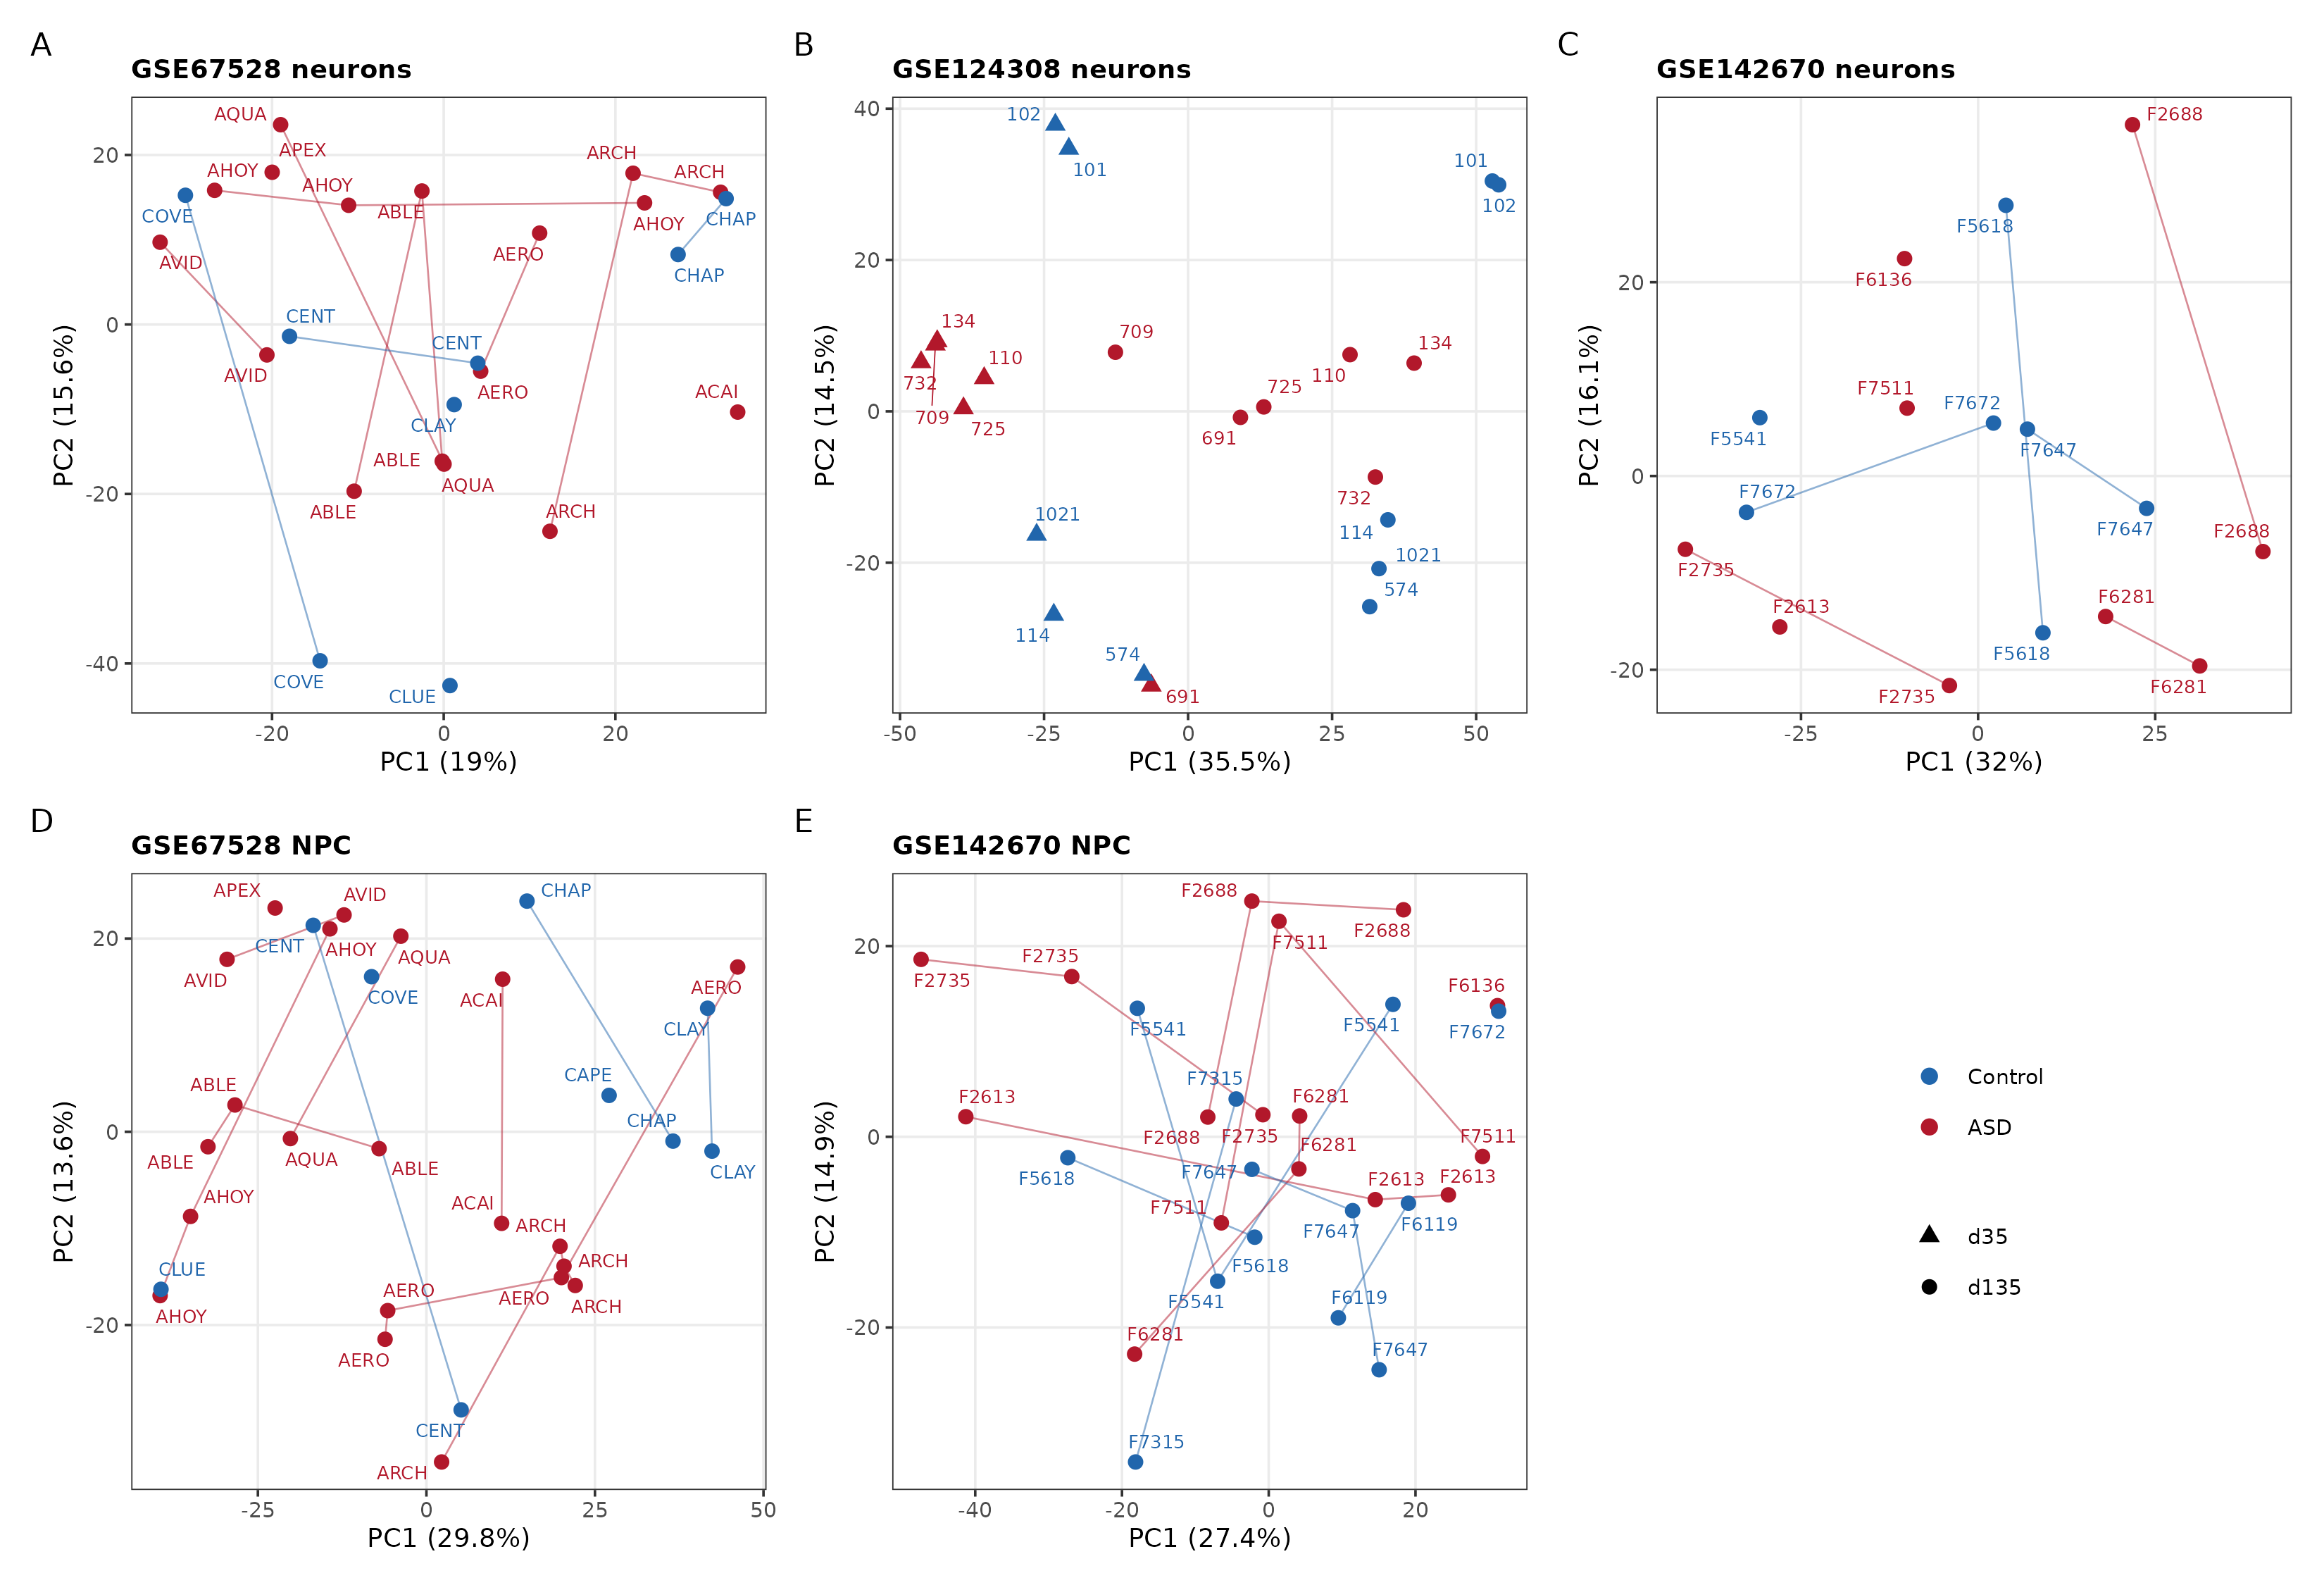 A
GSE67528 neurons
AQUA
APEX
AHOY
AHOY
ABLE
ARCH
ARCH
AHOY
CHAP
COVE
AVID
AERO
CHAP
CENT
CENT
AVID
AERO
CLAY
ACAI
ABLE
AQUA
ABLE
ARCH
COVE
CLUE
20
0
-20
-40
-20
0
20
PC2 (15.6%)
PC1 (19%)
B
GSE124308 neurons
102
101
101
102
134
709
110
134
732
110
725
709
725
691
732
1021
114
1021
574
114
574
691
40
20
0
-20
-50
-25
0
25
50
PC2 (14.5%)
PC1 (35.5%)
C
GSE142670 neurons
F2688
F5618
F6136
F7511
F7672
F5541
F7647
F7672
F7647
F2688
F2735
F2613
F6281
F5618
F6281
F2735
20
0
-20
-25
0
25
PC2 (16.1%)
PC1 (32%)
D
GSE67528 NPC
APEX
AVID
CHAP
CENT
AHOY
AQUA
AVID
COVE
ACAI
AERO
CLAY
ABLE
CAPE
CHAP
ABLE
AQUA
ABLE
CLAY
AHOY
ACAI
ARCH
CLUE
ARCH
AERO
AERO
ARCH
AHOY
AERO
CENT
ARCH
20
0
-20
-25
0
25
50
PC2 (13.6%)
PC1 (29.8%)
E
GSE142670 NPC
F2688
F2688
F7511
F2735
F2735
F6136
F5541
F5541
F7672
F7315
F2613
F6281
F2688
F2735
F6281
F7511
F5618
F7647
F2613
F2613
F7511
F7647
F6119
F5618
F5541
F6119
F6281
F7647
F7315
20
0
-20
-40
-20
0
20
PC2 (14.9%)
PC1 (27.4%)
Control
ASD
d35
d135